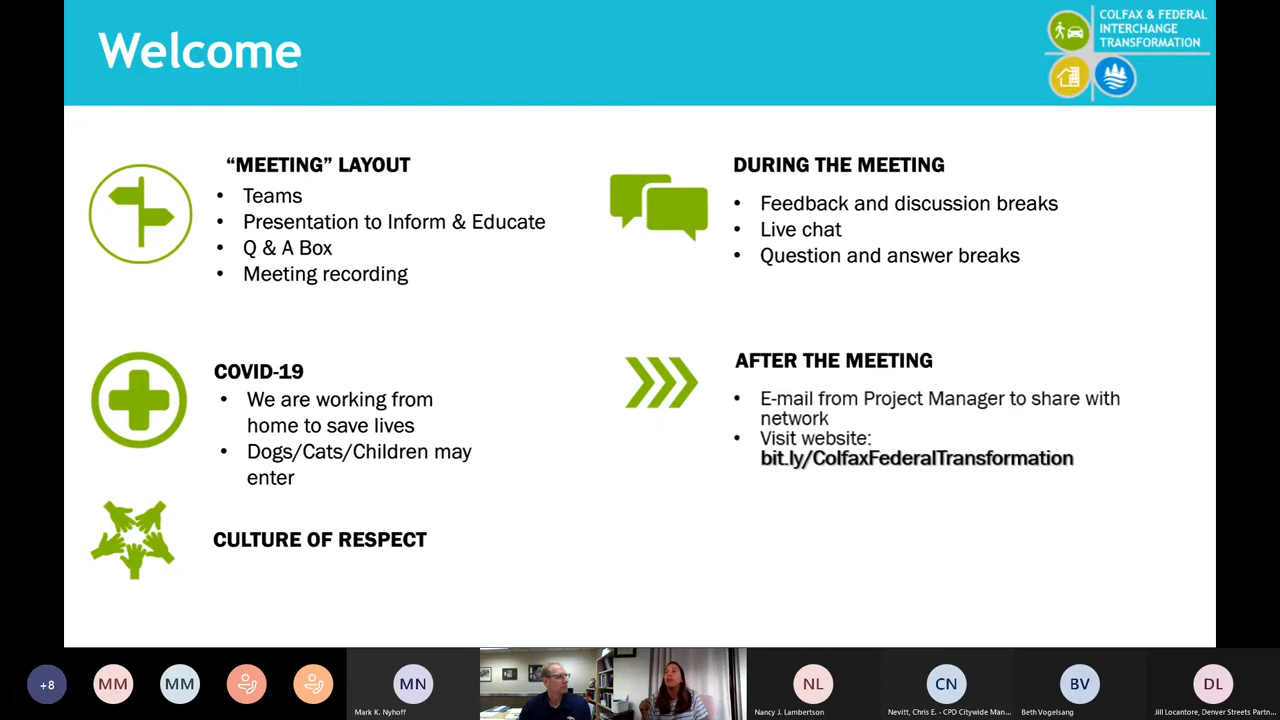 Welcome
COLFAX & FEDERAL
INTERCHANGE
TRANSFORMATION
“MEETING” LAYOUT
• Teams
• Presentation to Inform & Educate
• Q & A Box
• Meeting recording
DURING THE MEETING
• Feedback and discussion breaks
• Live chat
• Question and answer breaks
COVID-19
• We are working from
home to save lives
• Dogs/Cats/Children may
enter
AFTER THE MEETING
• E-mail from Project Manager to share with
network
• Visit website:
bit.ly/ColfaxFederalTransformation
CULTURE OF RESPECT
+8
MM
MM
MN
Mark K. Nyhoff
NL
Nancy J. Lambertson
CN
Nevitt, Chris E. - CPD Citywide Man...
BV
Beth Vogelsang
DL
Jill Locantore, Denver Streets Partn...